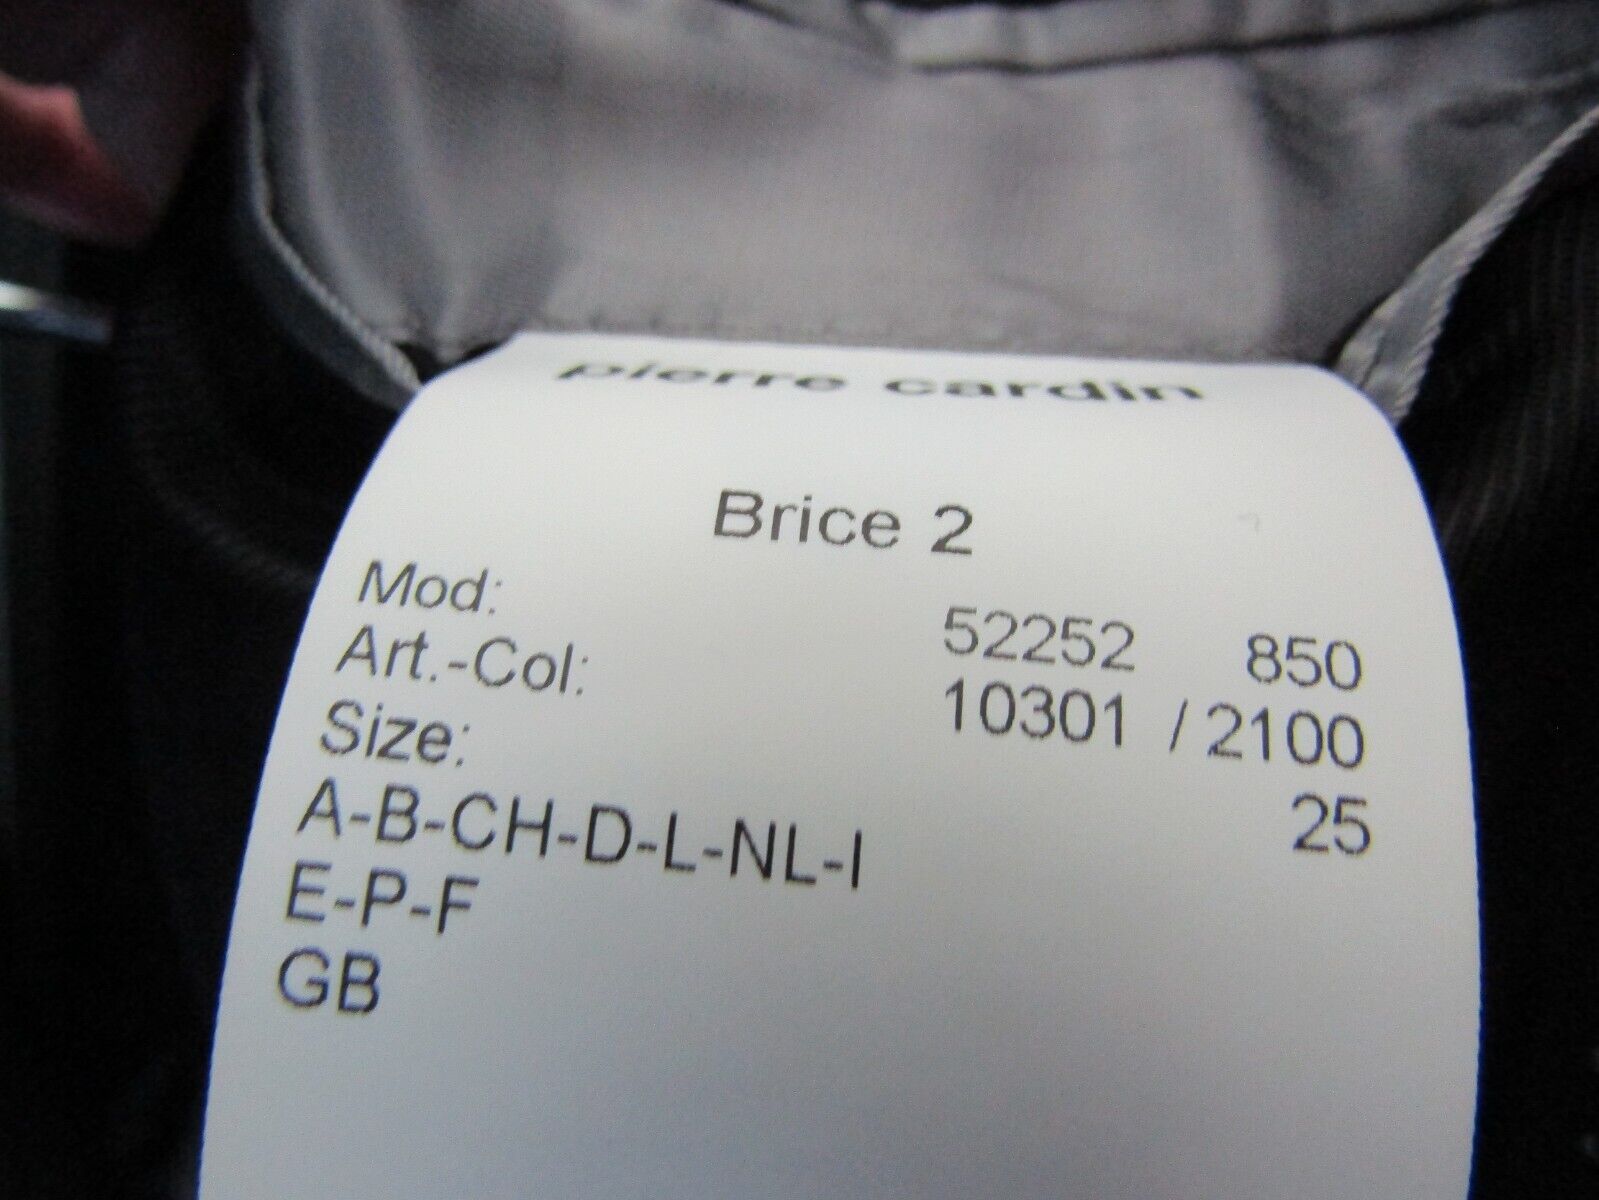 pierre cardin
Brice 2
Mod: 52252 850
Art.-Col: 10301 / 2100
Size:
A-B-CH-D-L-NL-I 25
E-P-F
GB